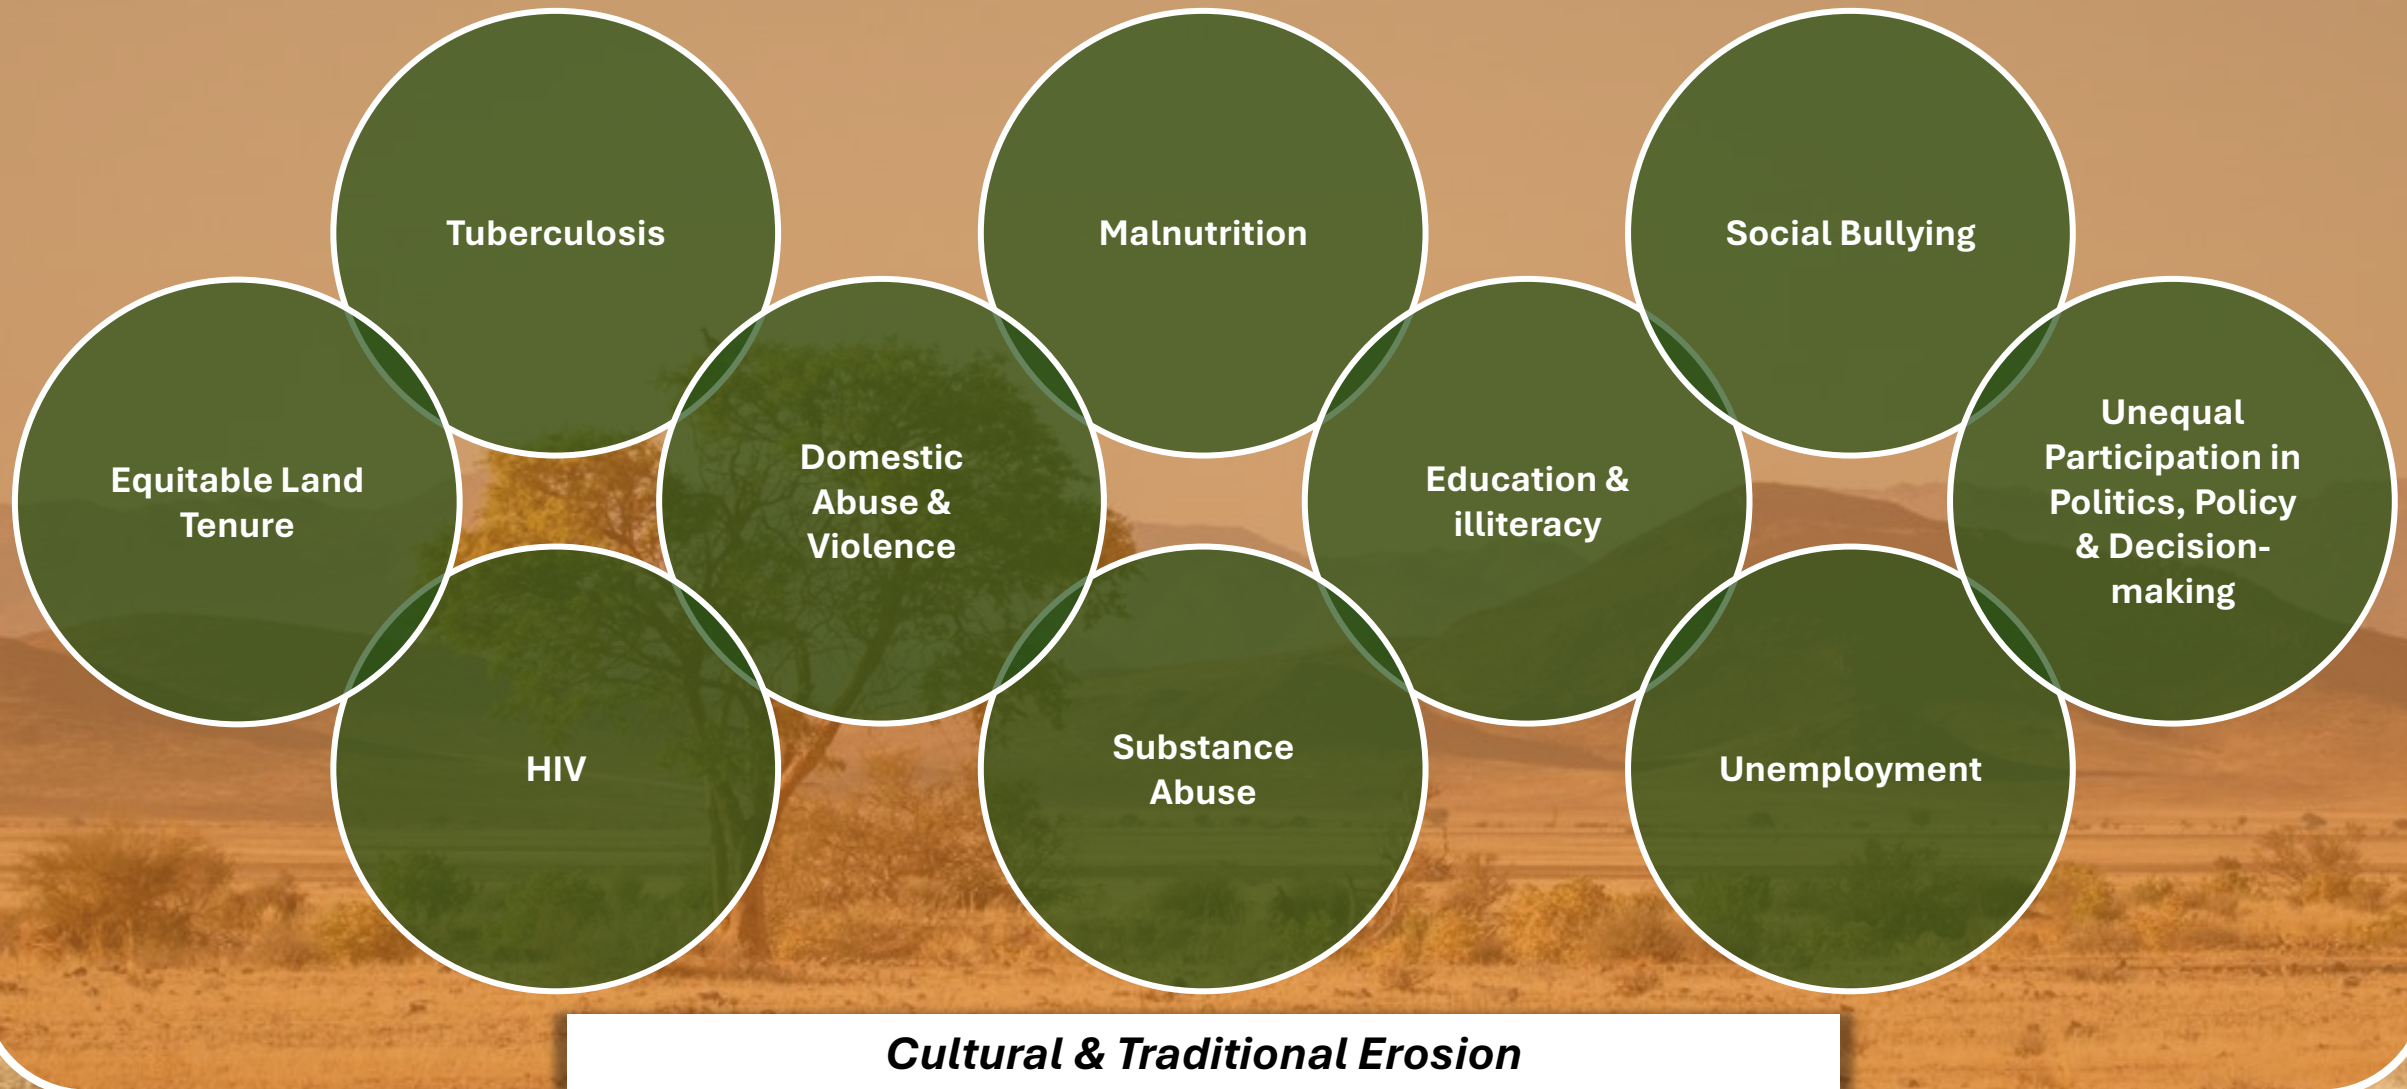 Tuberculosis
Malnutrition
Social Bullying
Equitable Land
Tenure
Domestic
Abuse &
Violence
Education &
illiteracy
Unequal
Participation in
Politics, Policy
& Decision-
making
HIV
Substance
Abuse
Unemployment
Cultural & Traditional Erosion